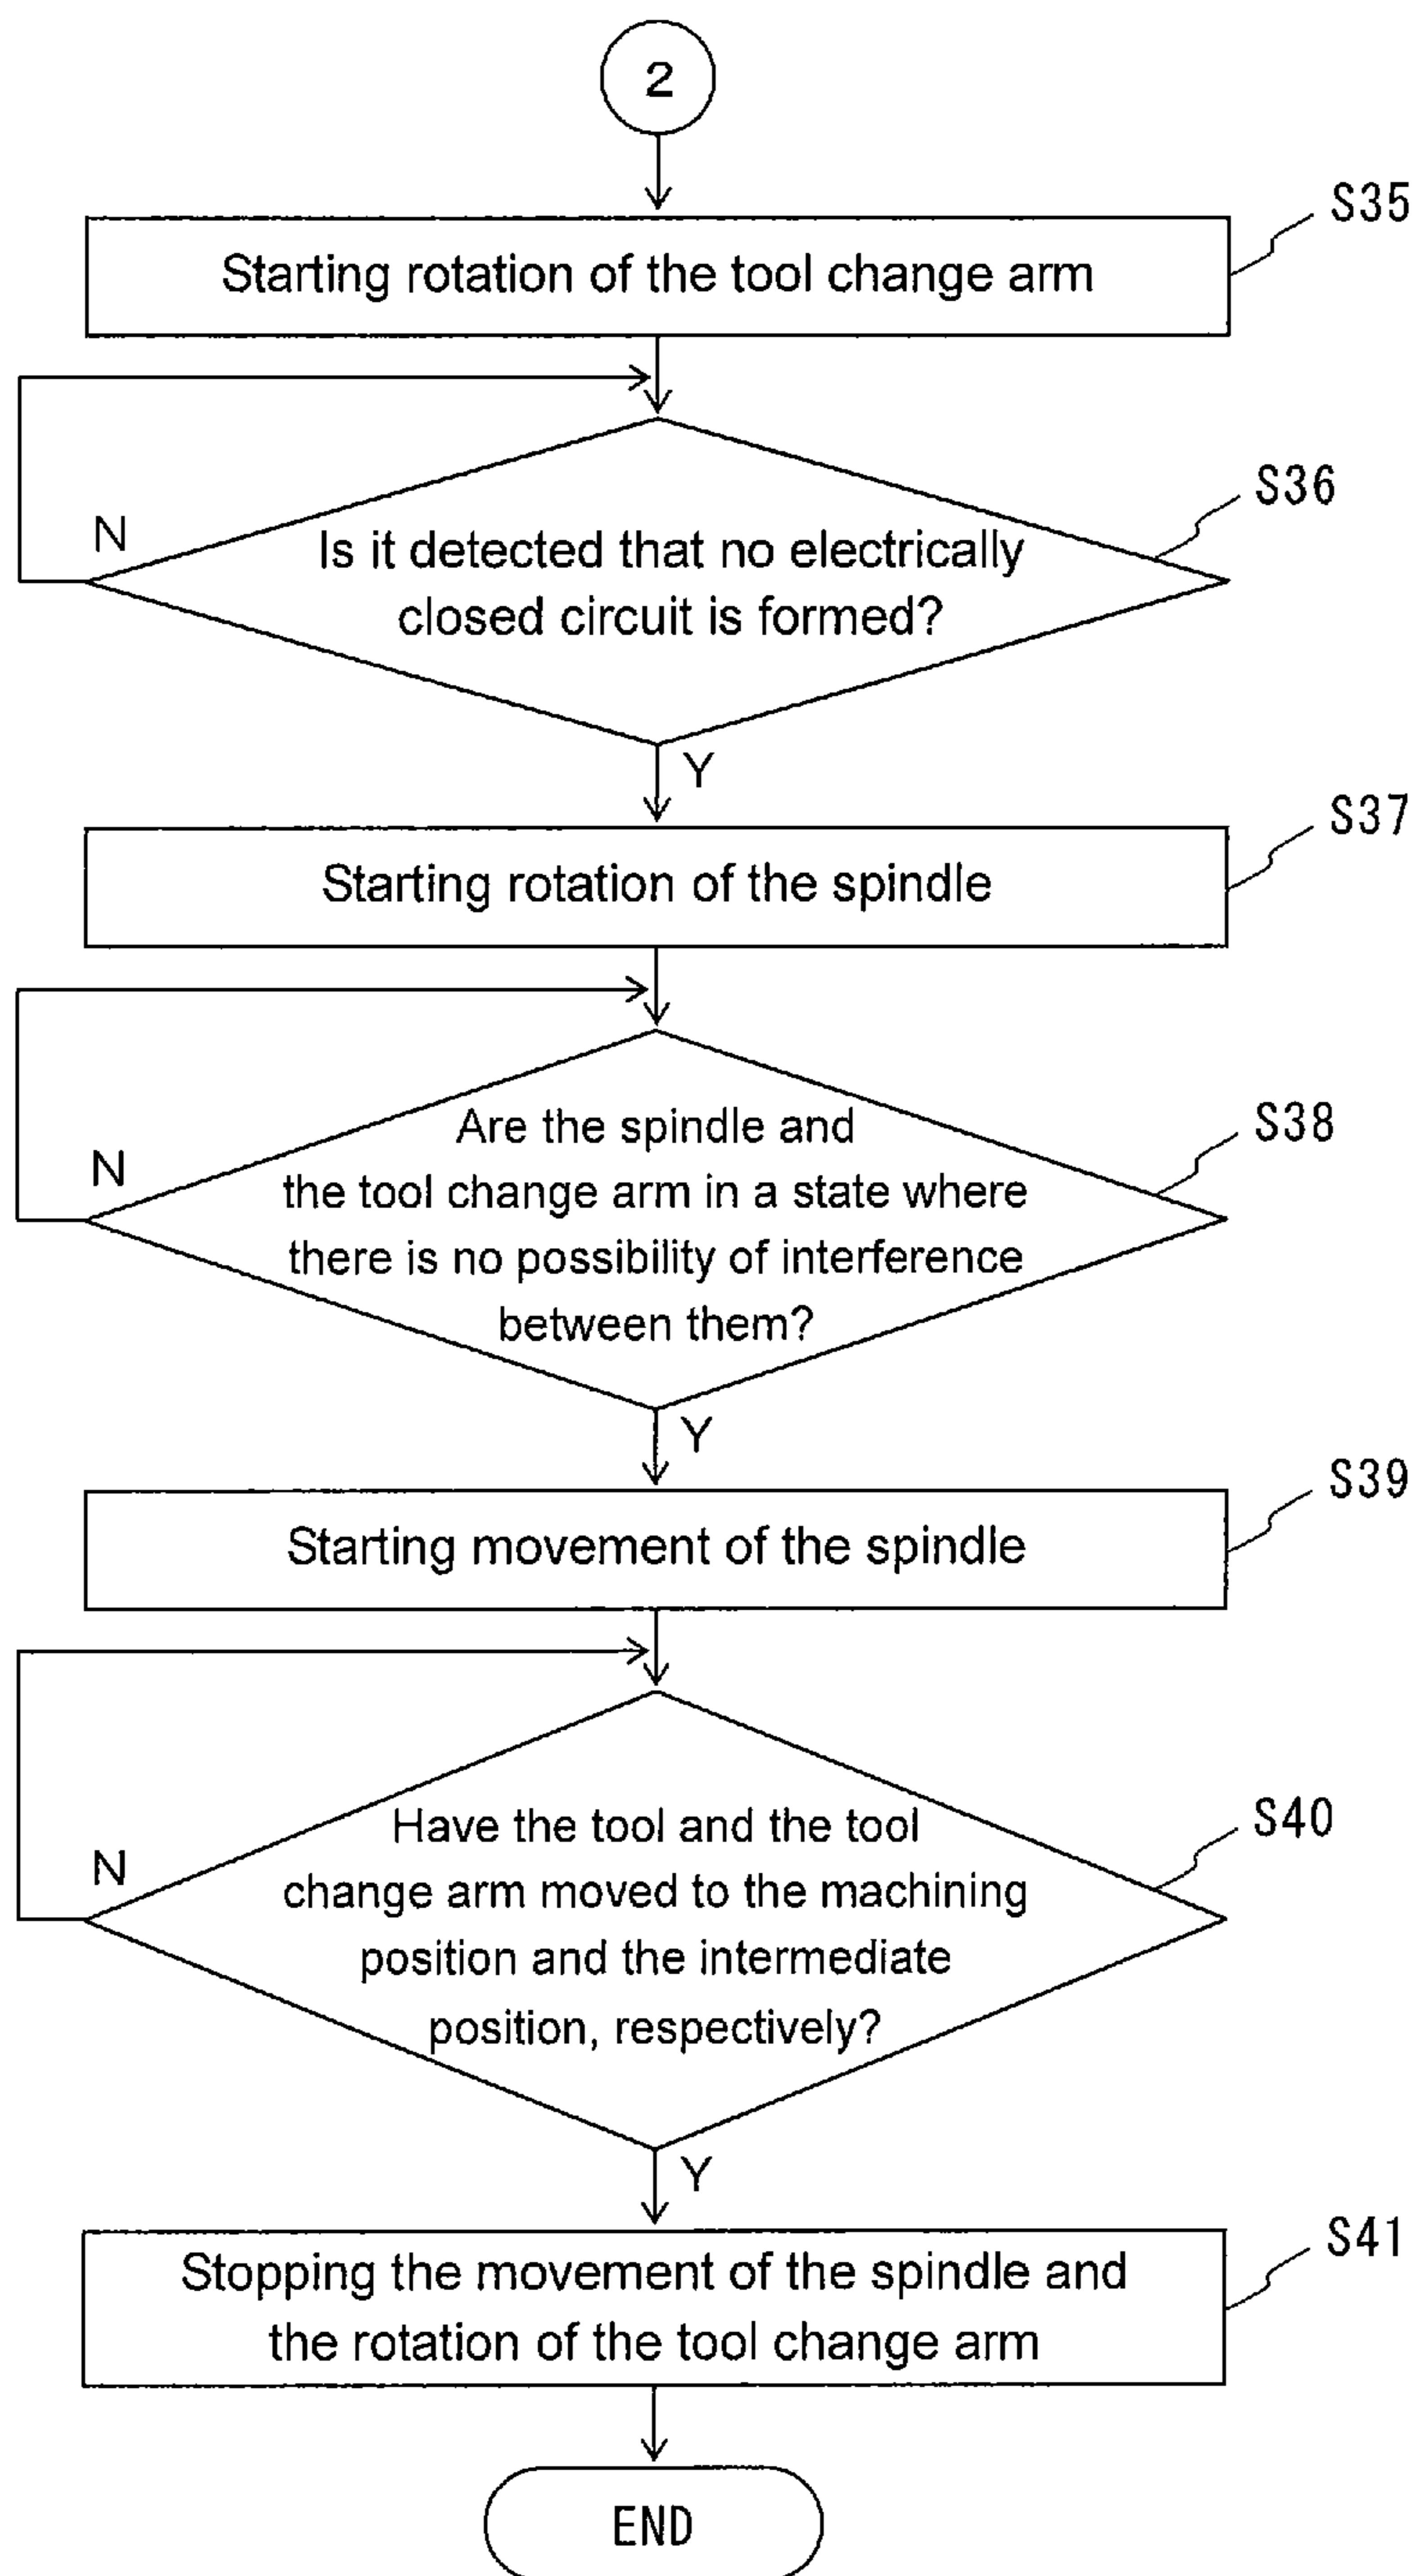 2
S35
Starting rotation of the tool change arm
S36
N
Is it detected that no electrically
closed circuit is formed?
Y
S37
Starting rotation of the spindle
S38
Are the spindle and
N
the tool change arm in a state where
there is no possibility of interference
between them?
Y
S39
Starting movement of the spindle
S40
Have the tool and the tool
N
change arm moved to the machining
position and the intermediate
position, respectively?
Y
S41
Stopping the movement of the spindle and
the rotation of the tool change arm
END